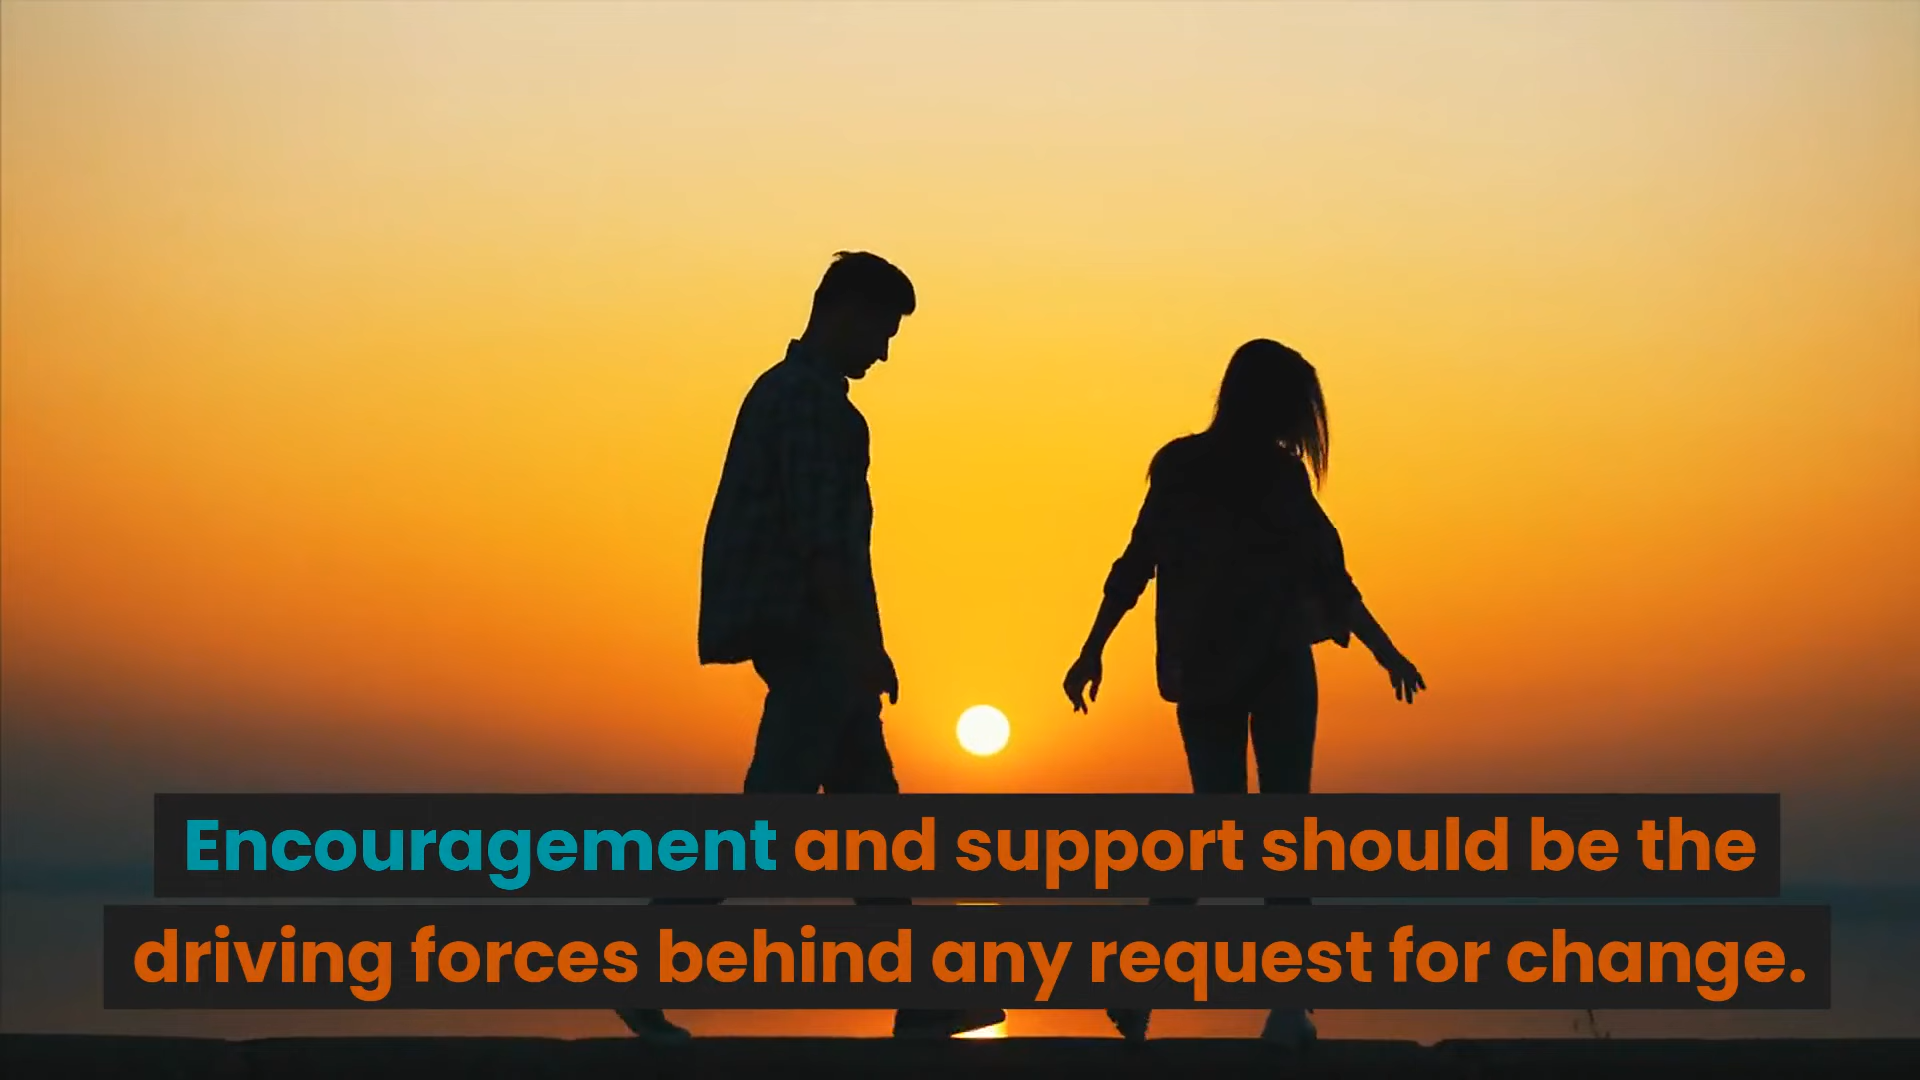 Encouragement and support should be the
driving forces behind any request for change.